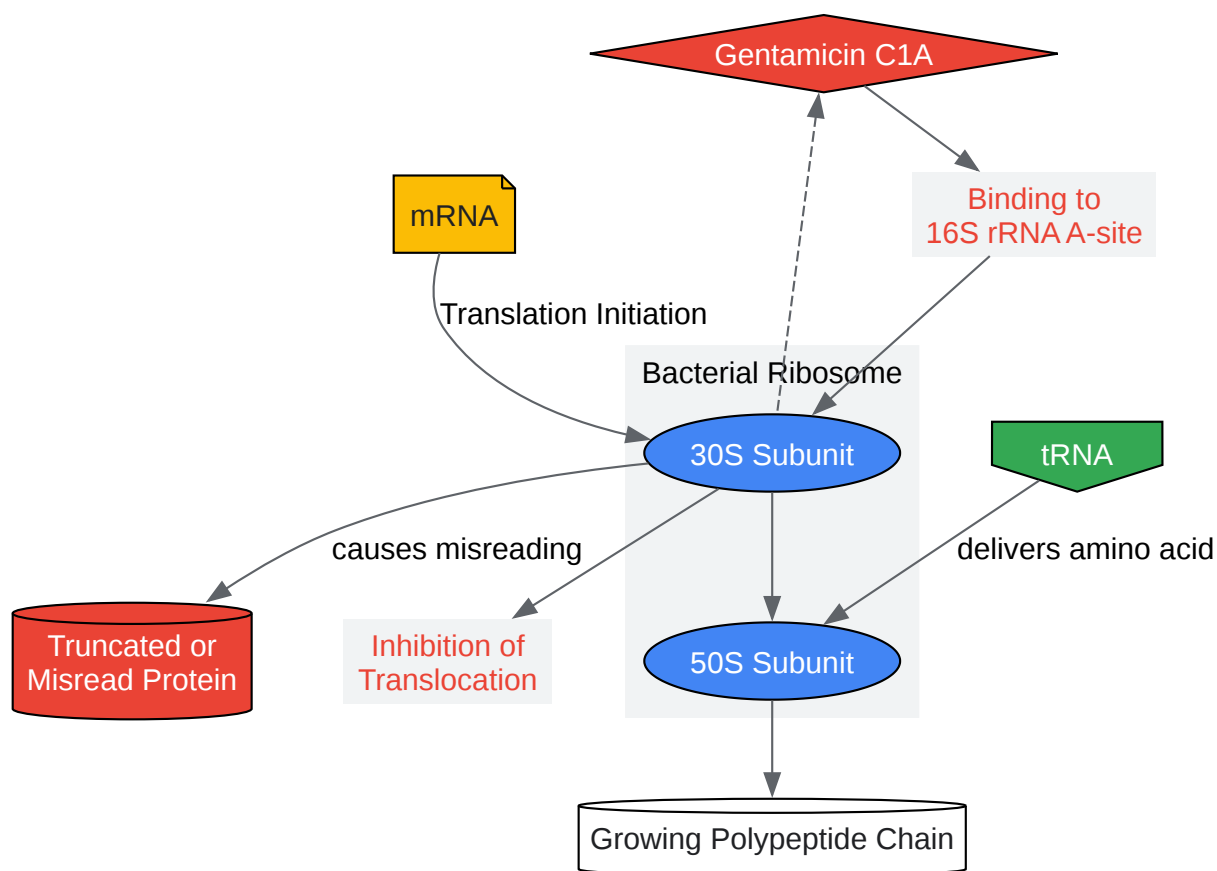 Gentamicin C1A
mRNA
Binding to
16S rRNA A-site
Translation Initiation
Bacterial Ribosome
30S Subunit
tRNA
causes misreading
delivers amino acid
Truncated or
Misread Protein
Inhibition of
Translocation
50S Subunit
Growing Polypeptide Chain